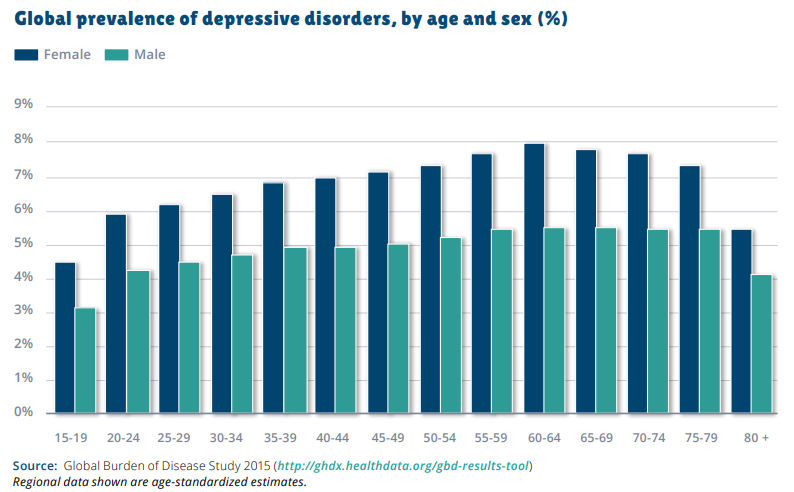 Global prevalence of depressive disorders, by age and sex (%)
Female Male
9%
8%
7%
6%
5%
4%
3%
2%
1%
0%
15-19 20-24 25-29 30-34 35-39 40-44 45-49 50-54 55-59 60-64 65-69 70-74 75-79 80 +
Source: Global Burden of Disease Study 2015 (http://ghdx.healthdata.org/gbd-results-tool)
Regional data shown are age-standardized estimates.